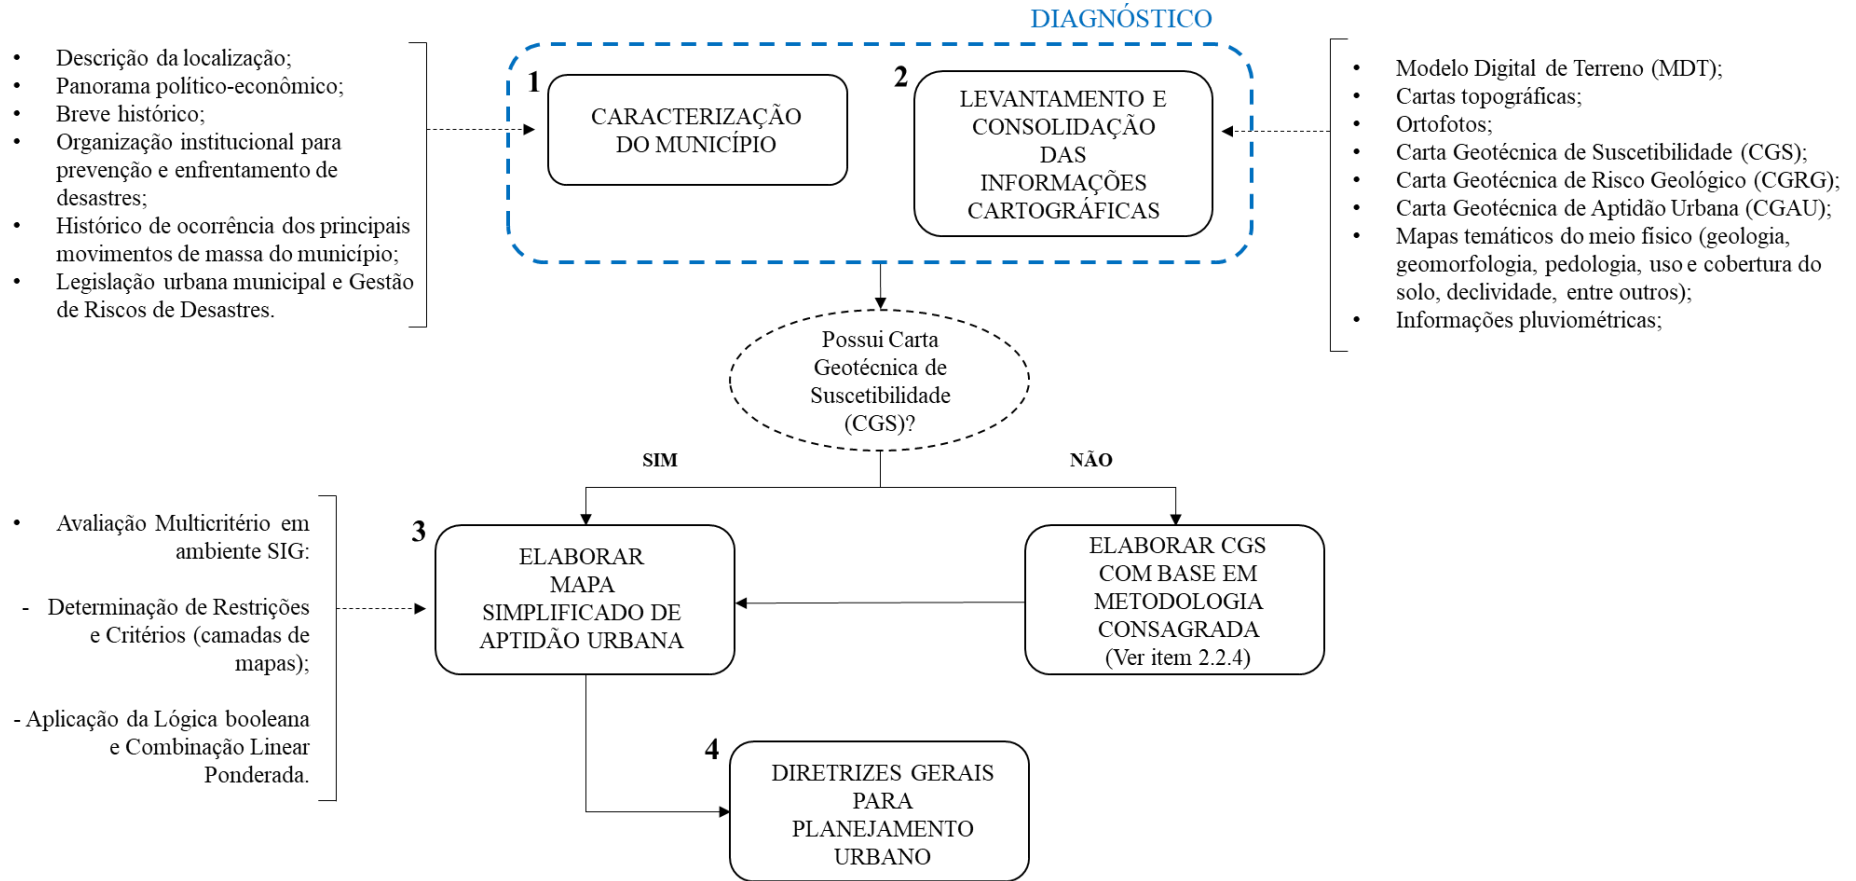 DIAGNÓSTICO
• Descrição da localização;
• Panorama político-econômico;
• Breve histórico;
• Organização institucional para
prevenção e enfrentamento de
desastres;
• Histórico de ocorrência dos principais
movimentos de massa do município;
• Legislação urbana municipal e Gestão
de Riscos de Desastres.
1
CARACTERIZAÇÃO
DO MUNICÍPIO
2
LEVANTAMENTO E
CONSOLIDAÇÃO
DAS
INFORMAÇÕES
CARTOGRÁFICAS
• Modelo Digital de Terreno (MDT);
• Cartas topográficas;
• Ortofotos;
• Carta Geotécnica de Suscetibilidade (CGS);
• Carta Geotécnica de Risco Geológico (CGRG);
• Carta Geotécnica de Aptidão Urbana (CGAU);
• Mapas temáticos do meio físico (geologia,
geomorfologia, pedologia, uso e cobertura do
solo, declividade, entre outros);
• Informações pluviométricas;
Possui Carta
Geotécnica de
Suscetibilidade
(CGS)?
SIM
NÃO
• Avaliação Multicritério em
ambiente SIG:
- Determinação de Restrições
e Critérios (camadas de
mapas);
- Aplicação da Lógica booleana
e Combinação Linear
Ponderada.
3
ELABORAR
MAPA
SIMPLIFICADO DE
APTIDÃO URBANA
ELABORAR CGS
COM BASE EM
METODOLOGIA
CONSAGRADA
(Ver item 2.2.4)
4
DIRETRIZES GERAIS
PARA
PLANEJAMENTO
URBANO